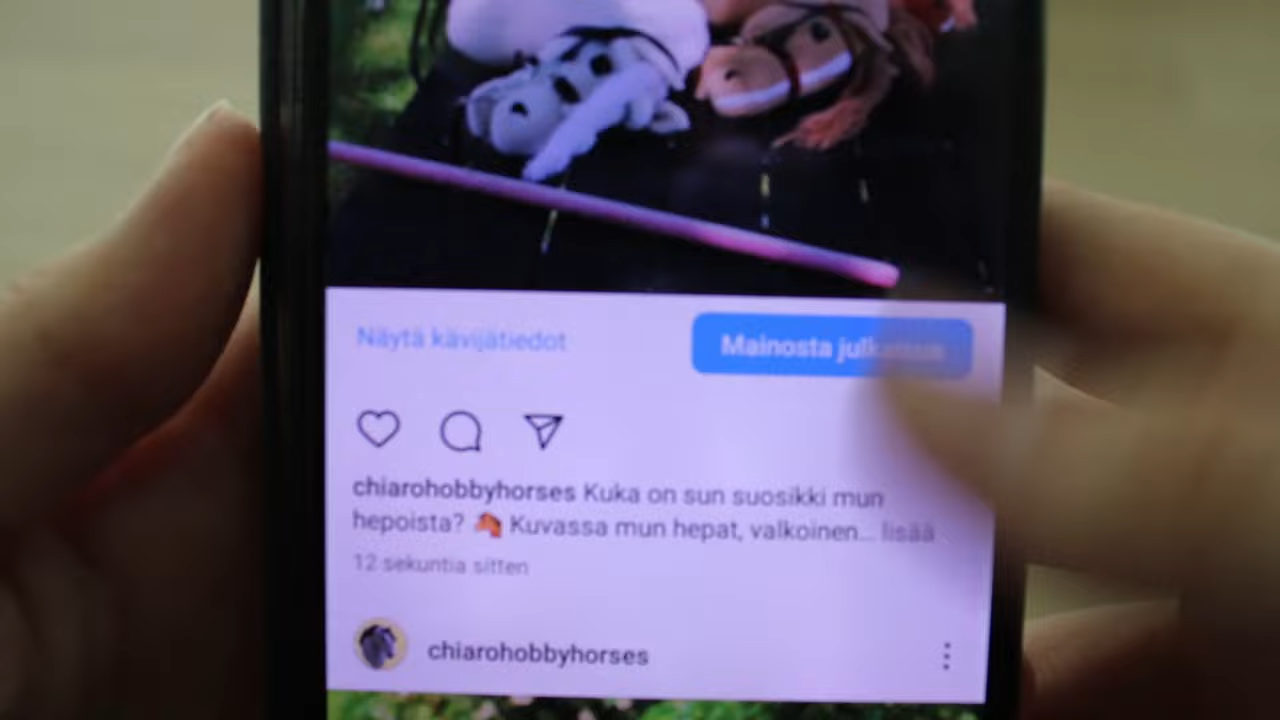 Näytä kävijätiedot
Mainosta
chiarohobbyhorses Kuka on sun suosikki mun
hepoista? 🐴 Kuvassa mun hepat, valkoinen... lisää
12 sekuntia sitten
chiarohobbyhorses